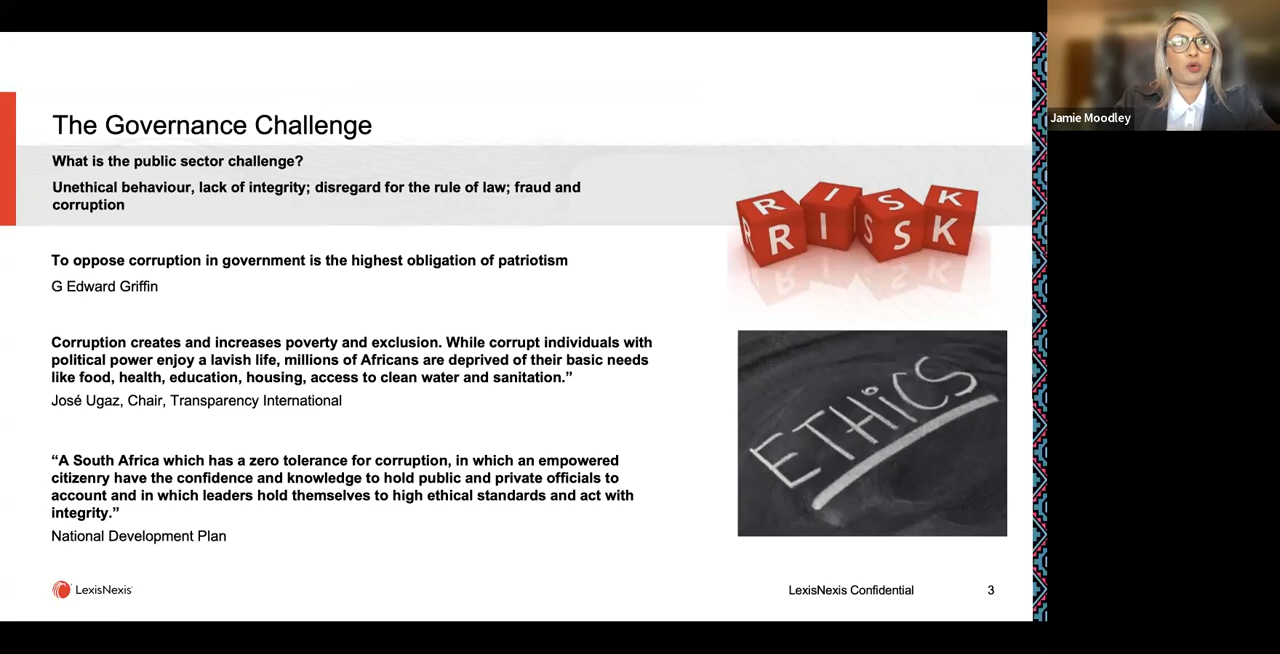 The Governance Challenge
What is the public sector challenge?
Unethical behaviour, lack of integrity; disregard for the rule of law; fraud and
corruption
To oppose corruption in government is the highest obligation of patriotism
G Edward Griffin
Corruption creates and increases poverty and exclusion. While corrupt individuals with
political power enjoy a lavish life, millions of Africans are deprived of their basic needs
like food, health, education, housing, access to clean water and sanitation.”
José Ugaz, Chair, Transparency International
“A South Africa which has a zero tolerance for corruption, in which an empowered
citizenry have the confidence and knowledge to hold public and private officials to
account and in which leaders hold themselves to high ethical standards and act with
integrity.”
National Development Plan
R I S K
R R I S S K
ETHiCS
LexisNexis
LexisNexis Confidential
3
Jamie Moodley